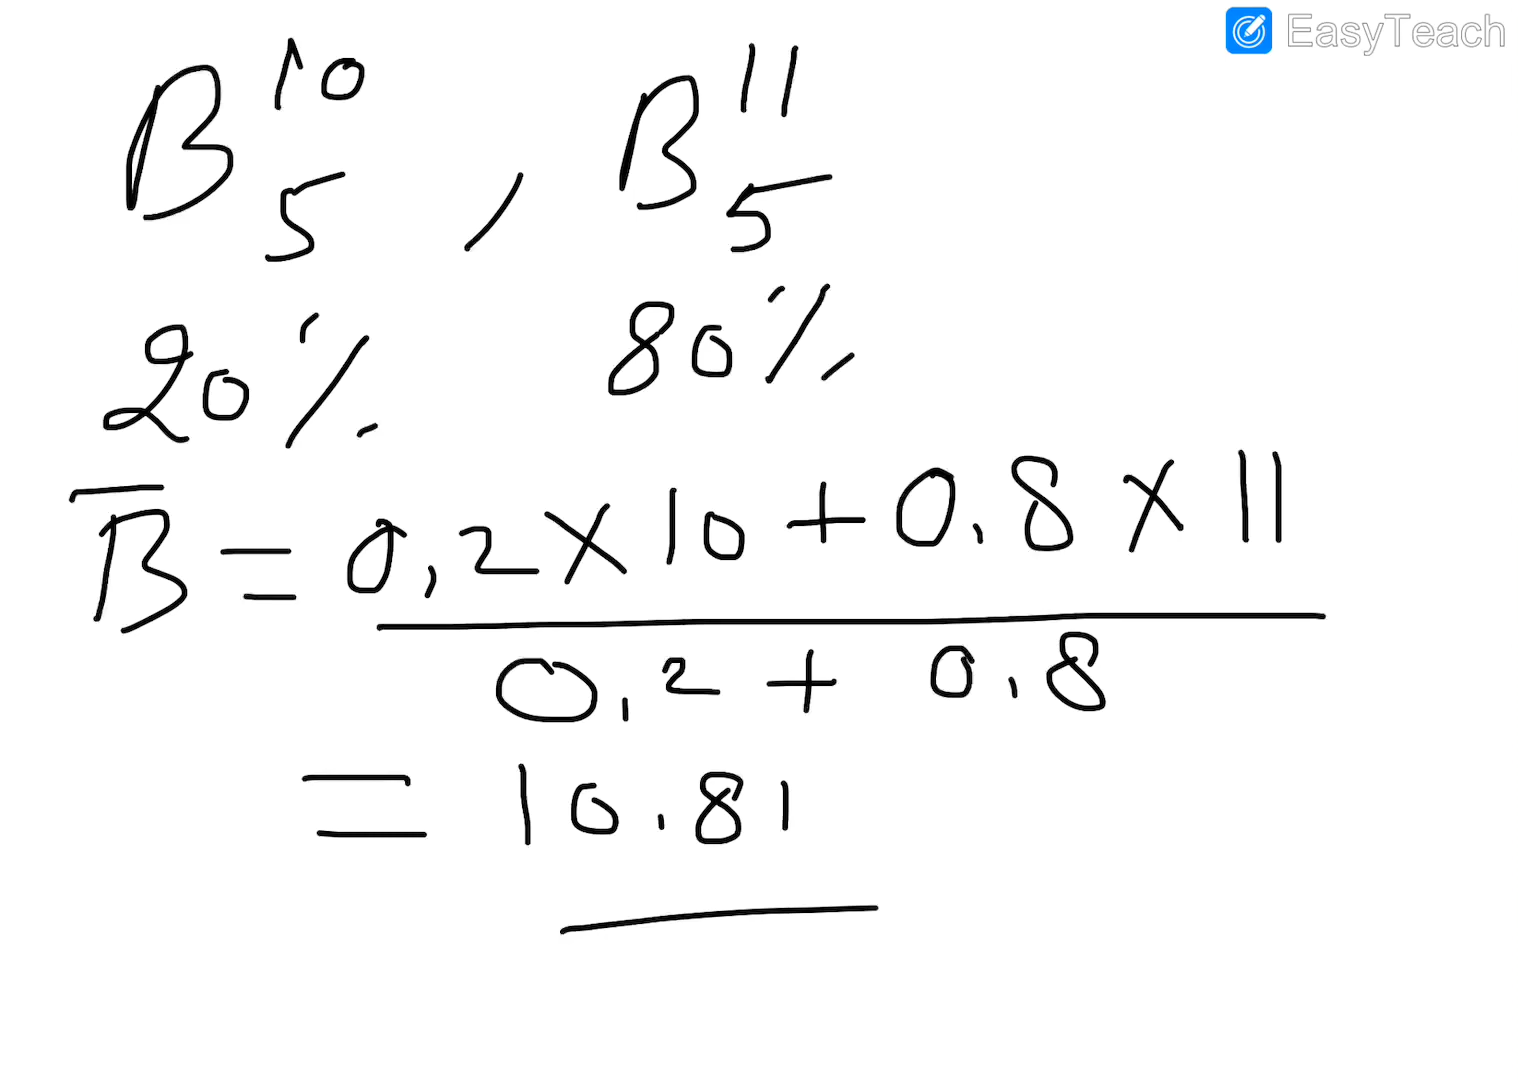 EasyTeach
B 10 5 , B 11 5
20% 80%
B̅ = 0.2 × 10 + 0.8 × 11
0.2 + 0.8
= 10.81